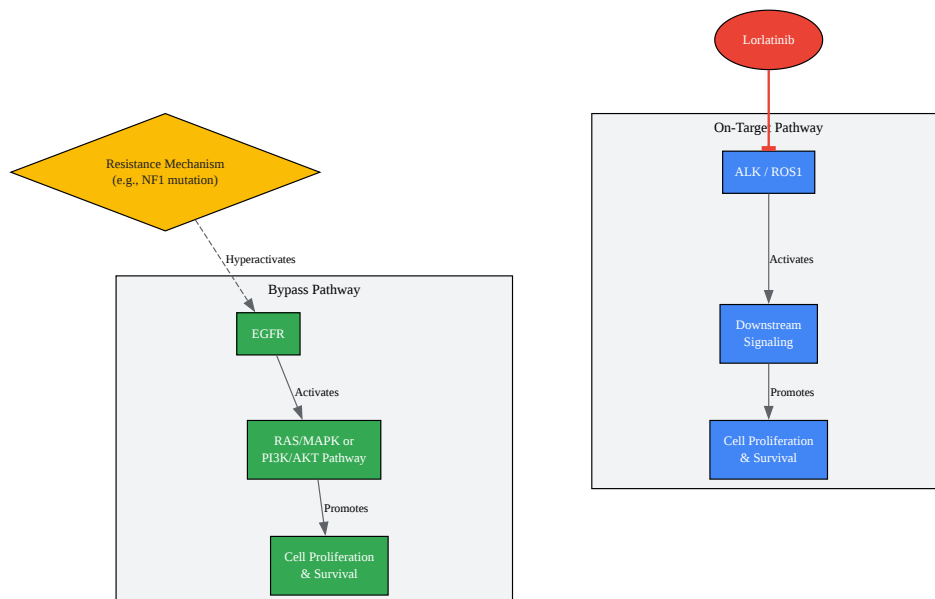 Lorlatinib
On-Target Pathway
ALK / ROS1
Activates
Downstream
Signaling
Promotes
Cell Proliferation
& Survival
Resistance Mechanism
(e.g., NF1 mutation)
Hyperactivates
Bypass Pathway
EGFR
Activates
RAS/MAPK or
PI3K/AKT Pathway
Promotes
Cell Proliferation
& Survival